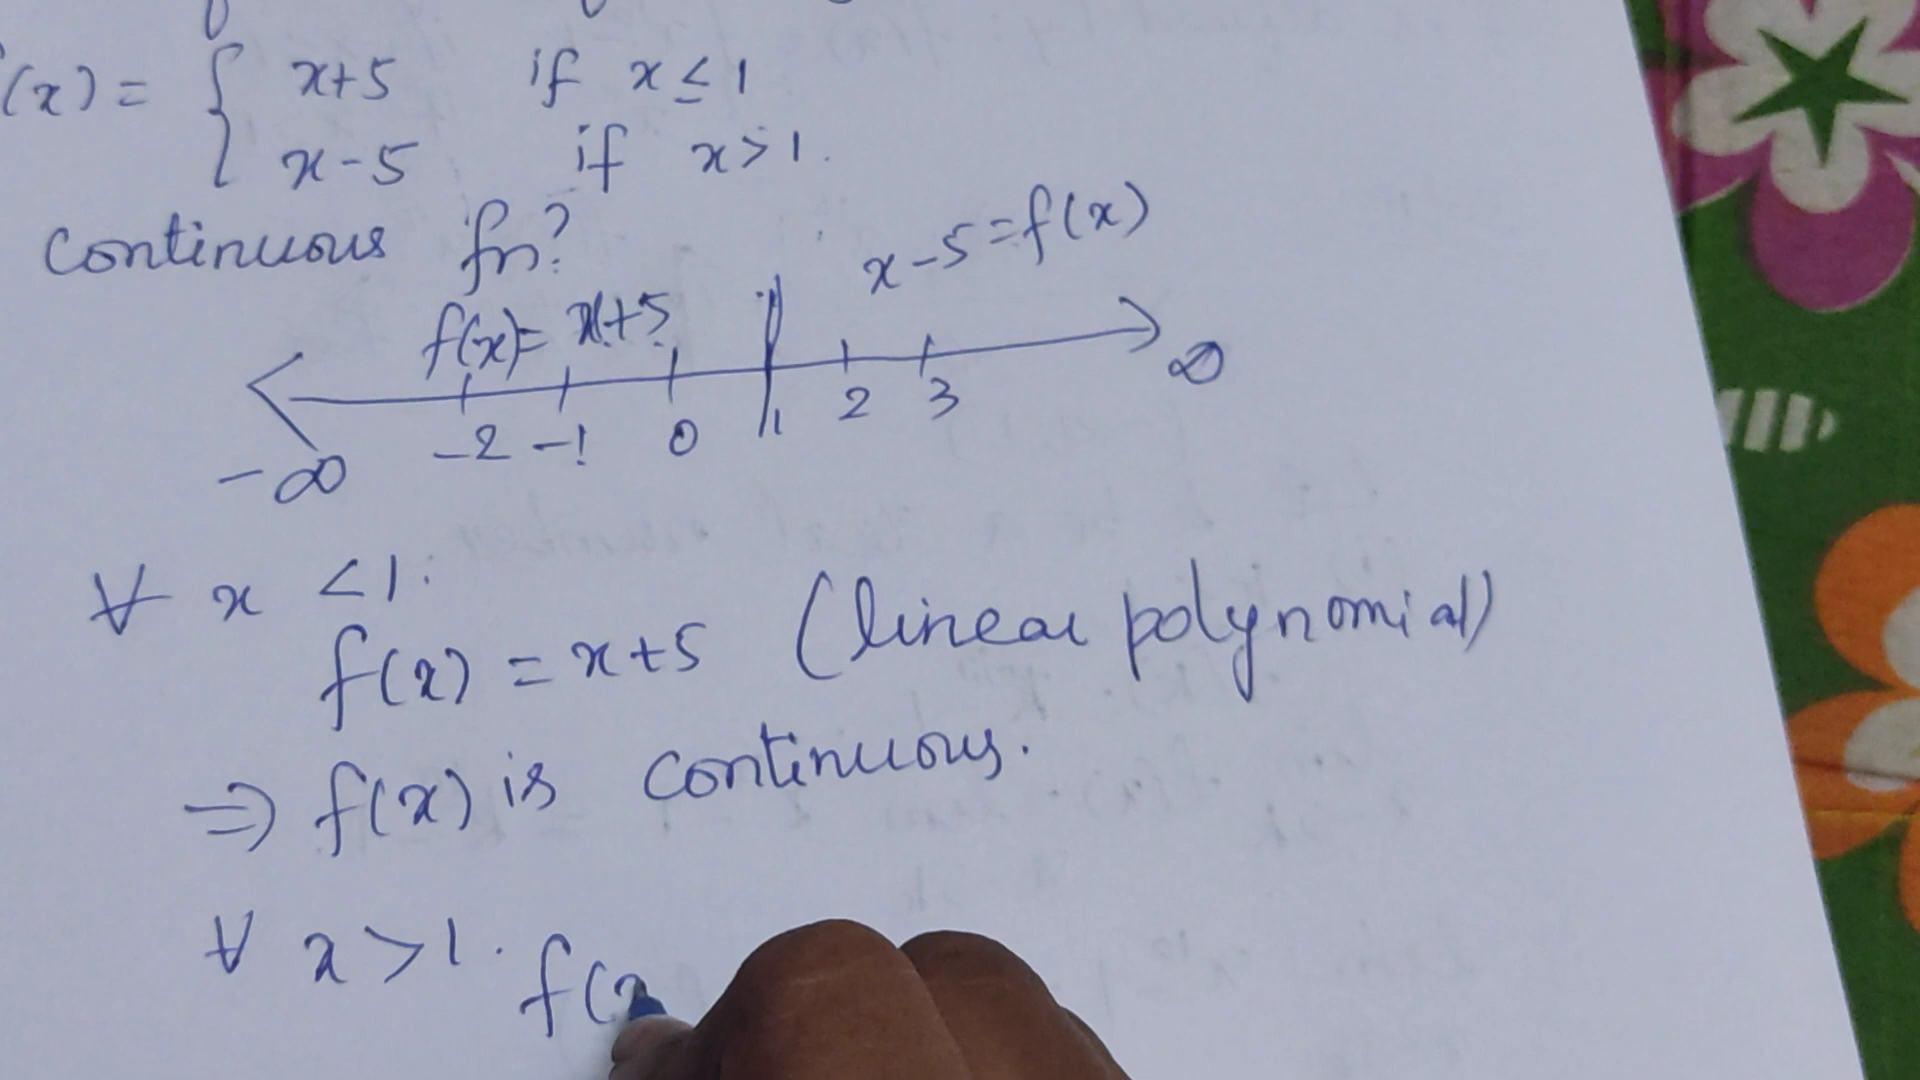 (x) = { x+5 if x ≤ 1
x-5 if x > 1.
Continuous fn?
x-5 = f(x)
f(x) = x+5
-∞ -2 -1 0 1 2 3 ∞
∀ x < 1.
f(x) = x+5 (linear polynomial)
⇒ f(x) is continuous.
∀ x > 1. f(x